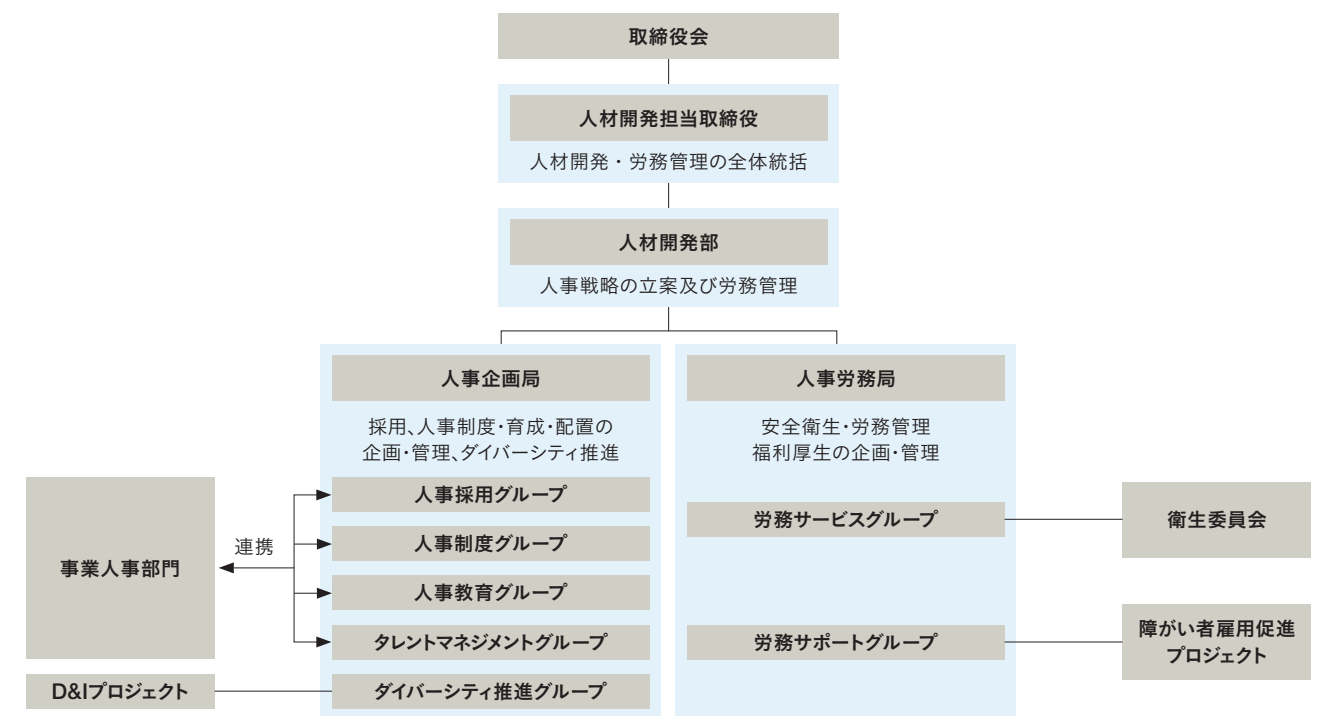 取締役会
人材開発担当取締役
人材開発・労務管理の全体統括
人材開発部
人事戦略の立案及び労務管理
人事企画局
採用、人事制度・育成・配置の
企画・管理、ダイバーシティ推進
人事採用グループ
人事制度グループ
人事教育グループ
タレントマネジメントグループ
ダイバーシティ推進グループ
事業人事部門
連携
D&Iプロジェクト
人事労務局
安全衛生・労務管理
福利厚生の企画・管理
労務サービスグループ
労務サポートグループ
衛生委員会
障がい者雇用促進
プロジェクト